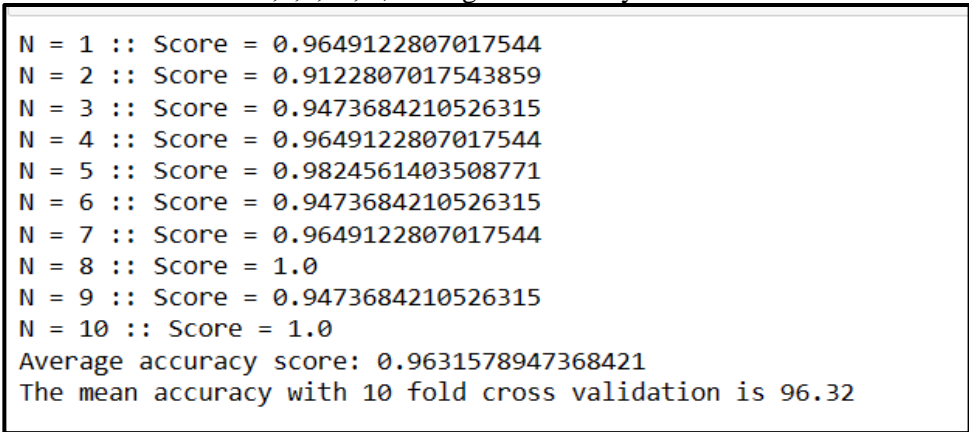 N = 1 :: Score = 0.9649122807017544
N = 2 :: Score = 0.9122807017543859
N = 3 :: Score = 0.9473684210526315
N = 4 :: Score = 0.9649122807017544
N = 5 :: Score = 0.9824561403508771
N = 6 :: Score = 0.9473684210526315
N = 7 :: Score = 0.9649122807017544
N = 8 :: Score = 1.0
N = 9 :: Score = 0.9473684210526315
N = 10 :: Score = 1.0
Average accuracy score: 0.9631578947368421
The mean accuracy with 10 fold cross validation is 96.32